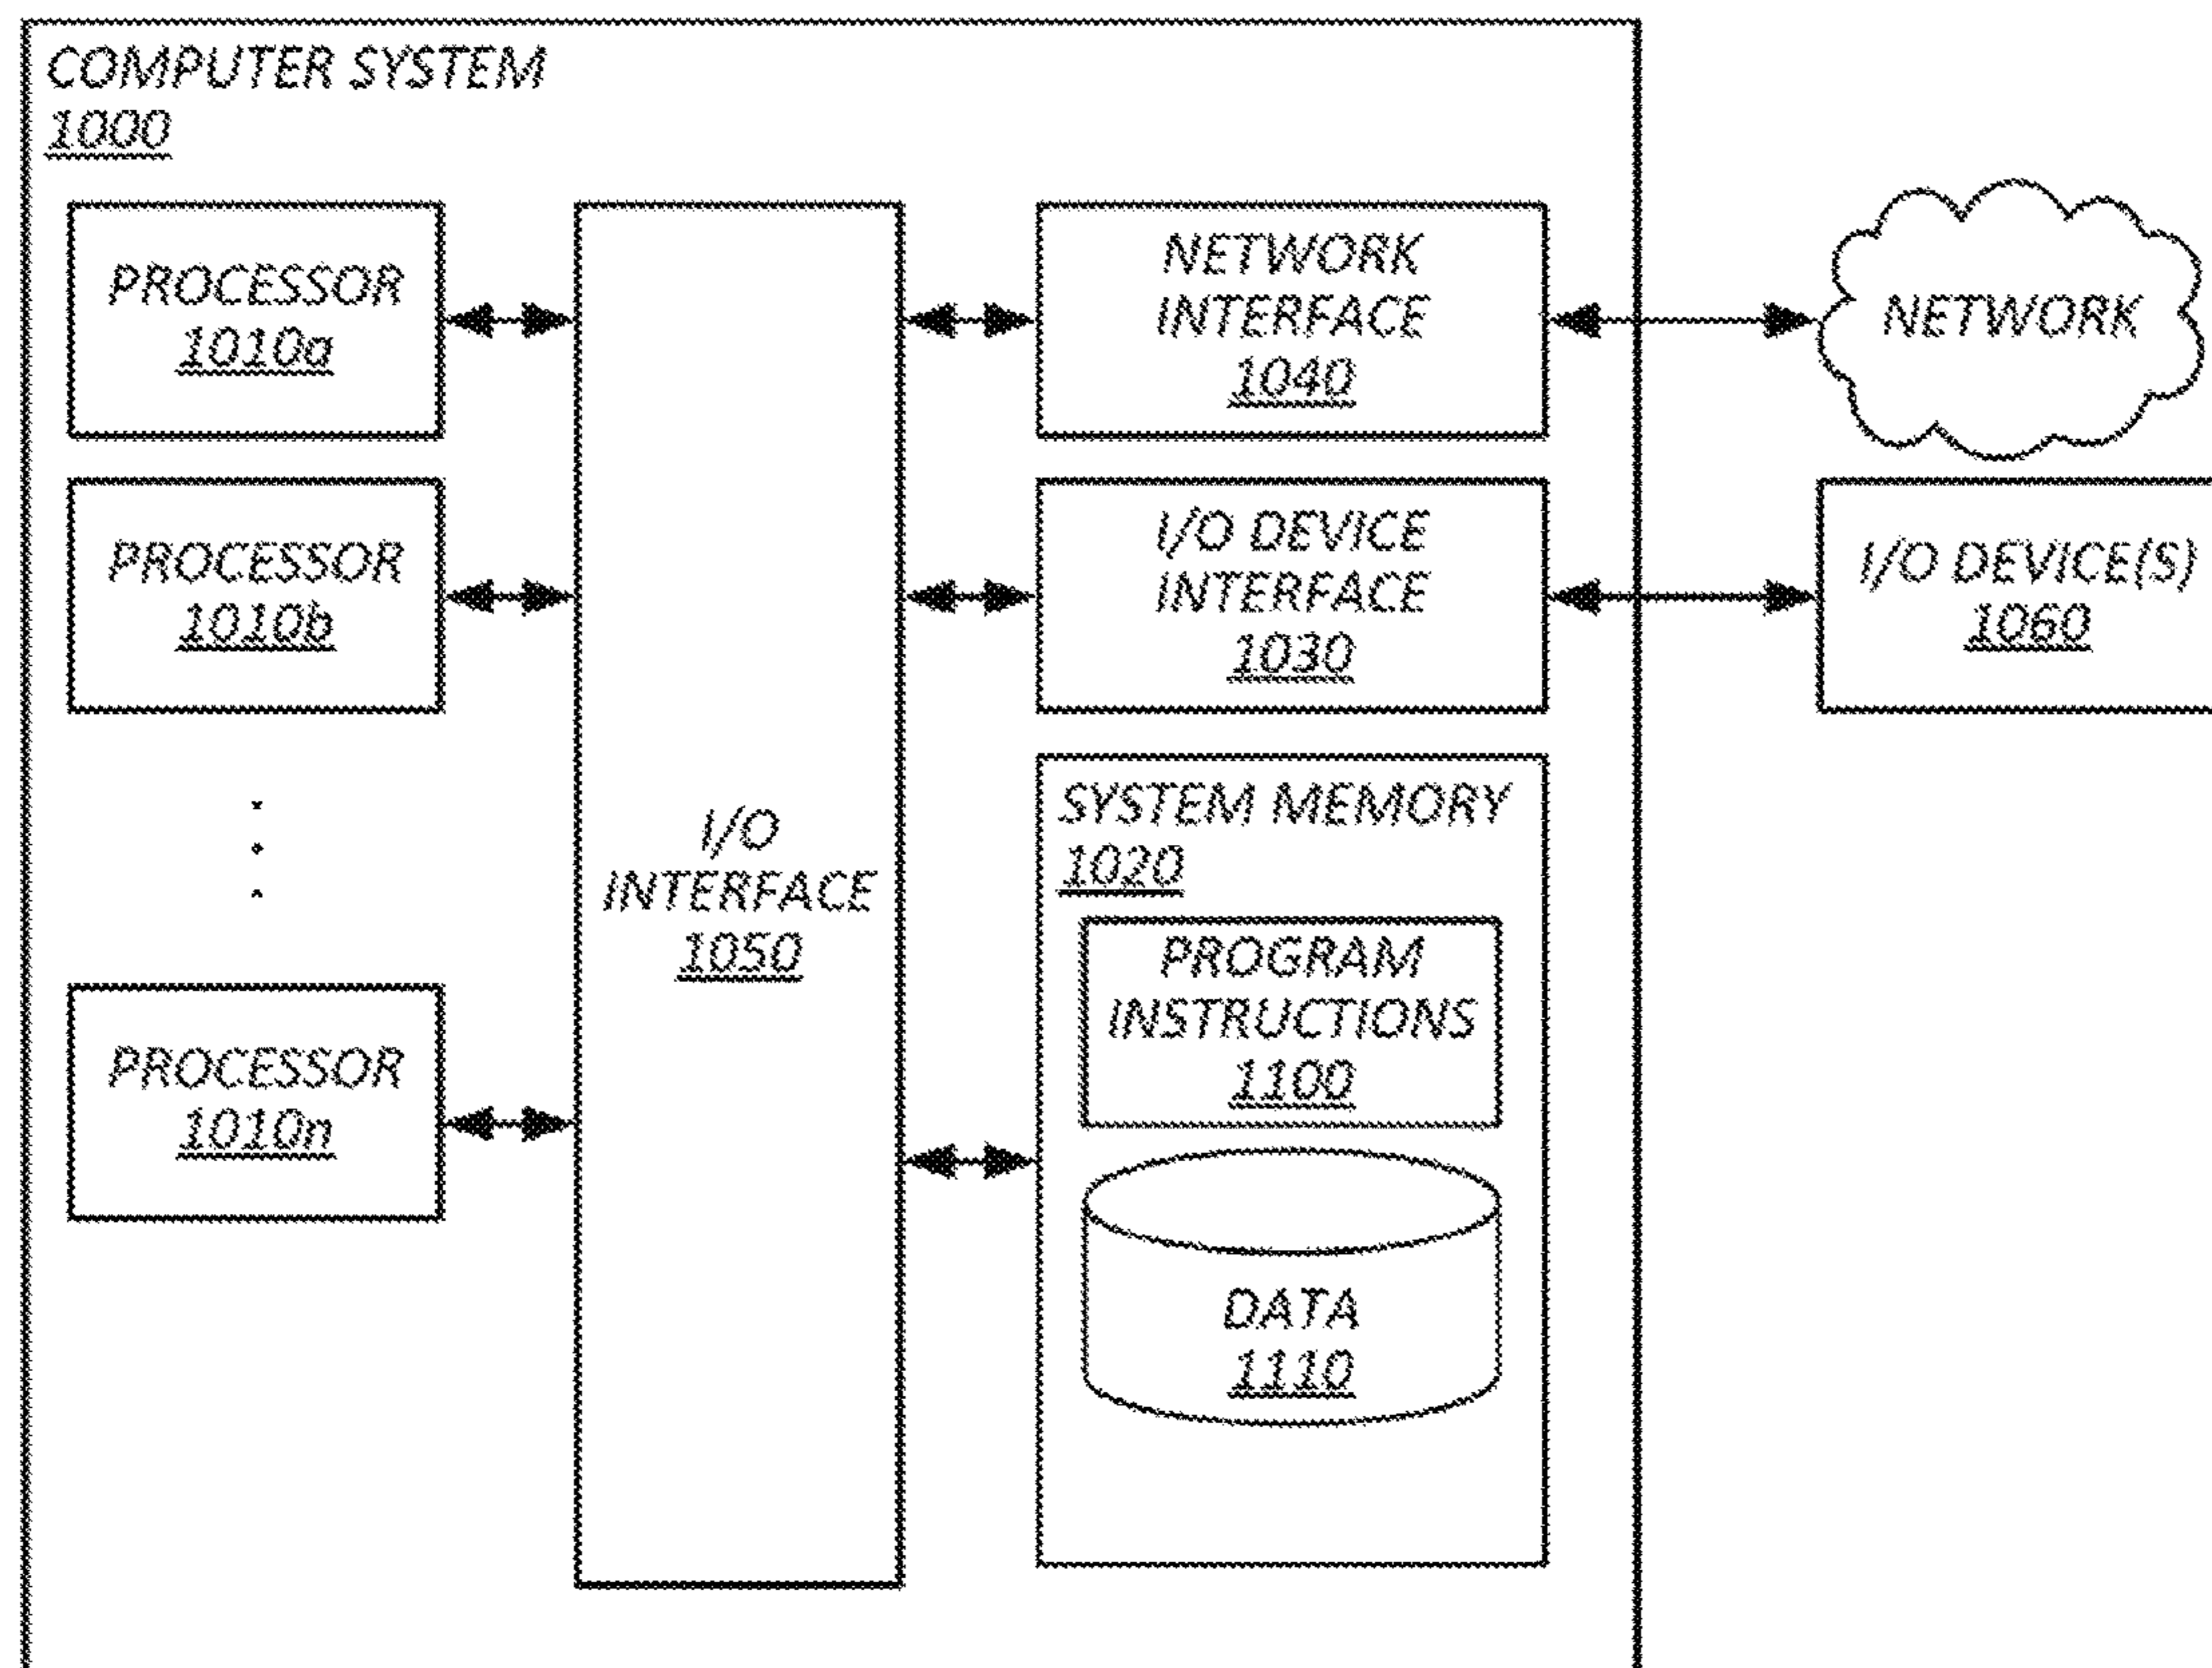 COMPUTER SYSTEM
1000
PROCESSOR
1010a
PROCESSOR
1010b
PROCESSOR
1010n
I/O
INTERFACE
1050
NETWORK
INTERFACE
1040
I/O DEVICE
INTERFACE
1030
SYSTEM MEMORY
1020
PROGRAM
INSTRUCTIONS
1100
DATA
1110
NETWORK
I/O DEVICE(S)
1060